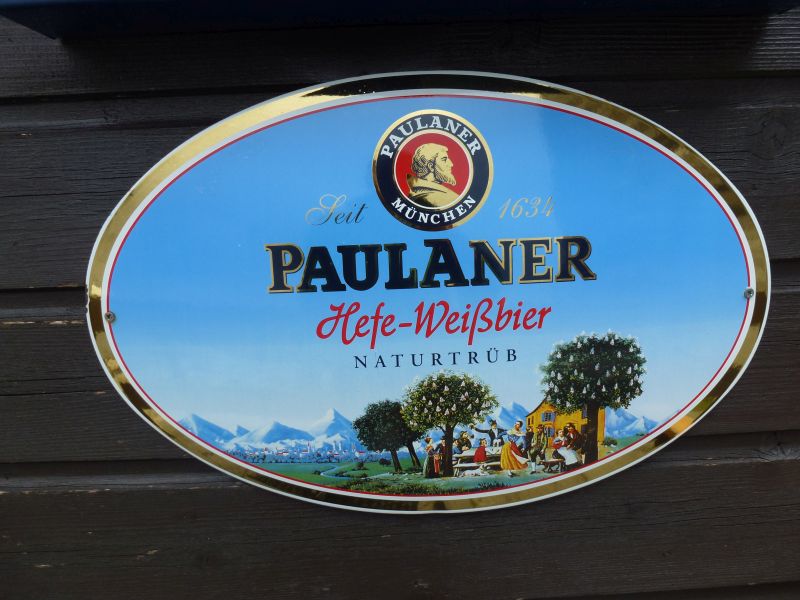 PAULANER
MÜNCHEN
Seit 1634
PAULANER
Hefe-Weißbier
NATURTRÜB